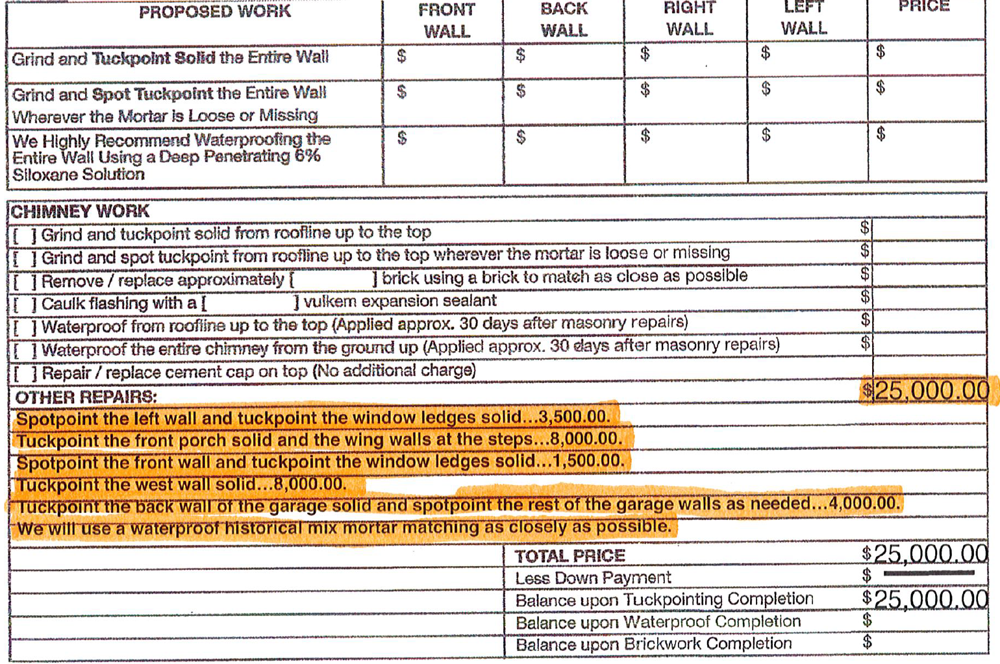 PROPOSED WORK FRONT WALL BACK WALL RIGHT WALL LEFT WALL PRICE
Grind and Tuckpoint Solid the Entire Wall $ $ $ $ $
Grind and Spot Tuckpoint the Entire Wall $ $ $ $ $
Wherever the Mortar is Loose or Missing
We Highly Recommend Waterproofing the $ $ $ $ $
Entire Wall Using a Deep Penetrating 6%
Siloxane Solution
CHIMNEY WORK
[ ] Grind and tuckpoint solid from roofline up to the top $
[ ] Grind and spot tuckpoint from roofline up to the top wherever the mortar is loose or missing $
[ ] Remove / replace approximately [ ] brick using a brick to match as close as possible $
[ ] Caulk flashing with a [ ] vulkem expansion sealant $
[ ] Waterproof from roofline up to the top (Applied approx. 30 days after masonry repairs) $
[ ] Waterproof the entire chimney from the ground up (Applied approx. 30 days after masonry repairs) $
[ ] Repair / replace cement cap on top (No additional charge)
OTHER REPAIRS: $25,000.00
Spotpoint the left wall and tuckpoint the window ledges solid...3,500.00.
Tuckpoint the front porch solid and the wing walls at the steps...8,000.00.
Spotpoint the front wall and tuckpoint the window ledges solid...1,500.00.
Tuckpoint the west wall solid...8,000.00.
Tuckpoint the back wall of the garage solid and spotpoint the rest of the garage walls as needed...4,000.00.
We will use a waterproof historical mix mortar matching as closely as possible.
TOTAL PRICE $25,000.00
Less Down Payment $
Balance upon Tuckpointing Completion $25,000.00
Balance upon Waterproof Completion $
Balance upon Brickwork Completion $